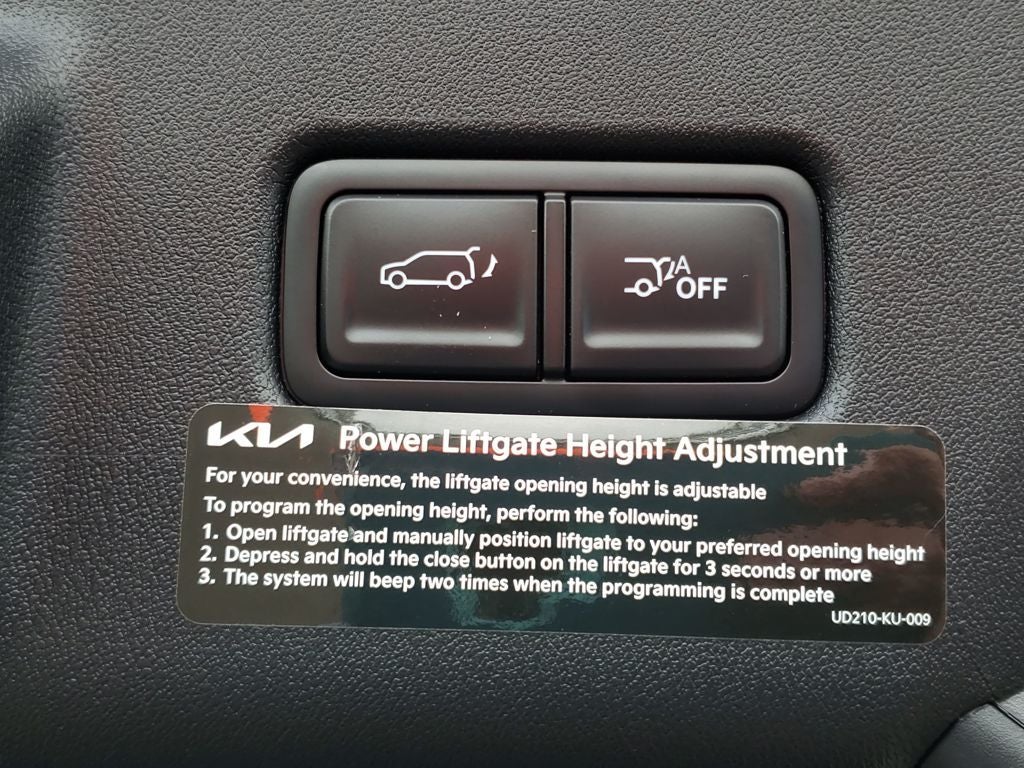 A
OFF
KIA Power Liftgate Height Adjustment
For your convenience, the liftgate opening height is adjustable
To program the opening height, perform the following:
1. Open liftgate and manually position liftgate to your preferred opening height
2. Depress and hold the close button on the liftgate for 3 seconds or more
3. The system will beep two times when the programming is complete
UD210-KU-009